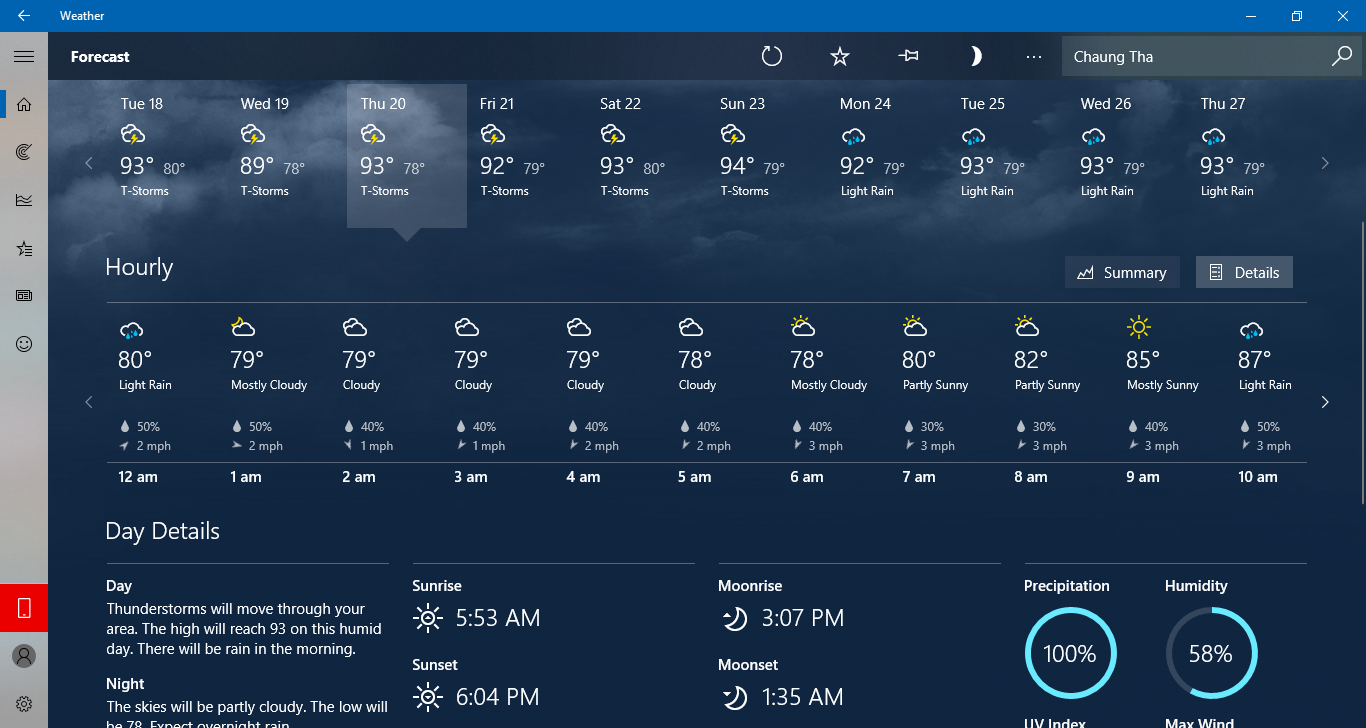 Weather
Forecast
Chaung Tha
Tue 18 Wed 19 Thu 20 Fri 21 Sat 22 Sun 23 Mon 24 Tue 25 Wed 26 Thu 27
93° 80° 89° 78° 93° 78° 92° 79° 93° 80° 94° 79° 92° 79° 93° 79° 93° 79° 93° 79°
T-Storms T-Storms T-Storms T-Storms T-Storms T-Storms Light Rain Light Rain Light Rain Light Rain
Hourly
Summary Details
80° 79° 79° 79° 79° 78° 78° 80° 82° 85° 87°
Light Rain Mostly Cloudy Cloudy Cloudy Cloudy Cloudy Mostly Cloudy Partly Sunny Partly Sunny Mostly Sunny Light Rain
50% 50% 40% 40% 40% 40% 40% 30% 30% 40% 50%
2 mph 2 mph 1 mph 1 mph 2 mph 2 mph 3 mph 3 mph 3 mph 3 mph 3 mph
12 am 1 am 2 am 3 am 4 am 5 am 6 am 7 am 8 am 9 am 10 am
Day Details
Day
Thunderstorms will move through your
area. The high will reach 93 on this humid
day. There will be rain in the morning.
Night
The skies will be partly cloudy. The low will
be 78. Expect overnight rain.
Sunrise
5:53 AM
Sunset
6:04 PM
Moonrise
3:07 PM
Moonset
1:35 AM
Precipitation
100%
UV Index
Humidity
58%
Max Wind